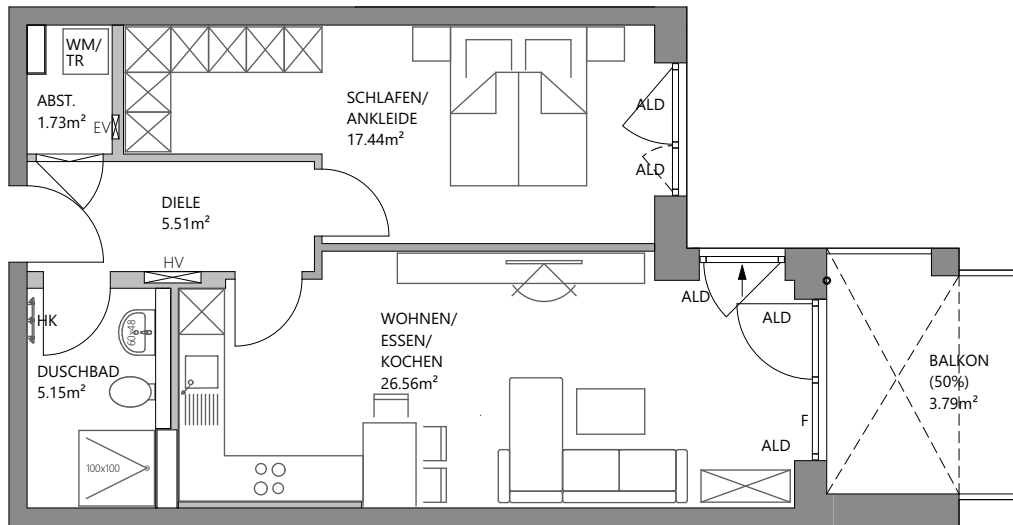 WM/
TR
ABST.
1.73m²
EV
SCHLAFEN/
ANKLEIDE
17.44m²
ALD
ALD
DIELE
5.51m²
HV
HK
60x48
DUSCHBAD
5.15m²
100x100
WOHNEN/
ESSEN/
KOCHEN
26.56m²
ALD
ALD
F
ALD
BALKON
(50%)
3.79m²